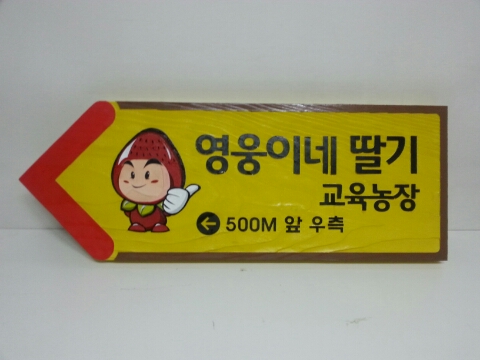 영웅이네 딸기
교육농장
500M 앞 우측